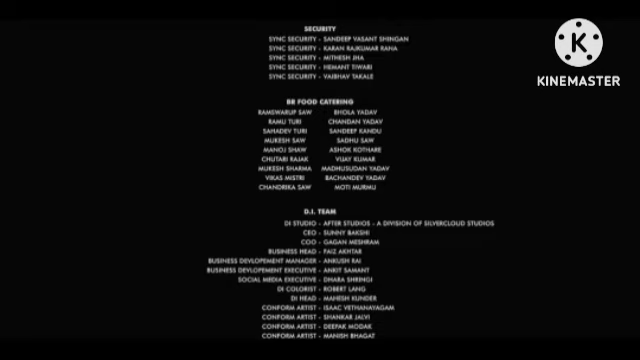 SECURITY
SYNC SECURITY - SANDEEP VASANT SHINGAN
SYNC SECURITY - KARAN RAJKUMAR RANA
SYNC SECURITY - MITHESH JHA
SYNC SECURITY - HEMANT TIWARI
SYNC SECURITY - VAIBHAV TAKALE
KINEMASTER
BR FOOD CATERING
RAMSWARUP SAW BHOLA YADAV
RAMU TURI CHANDAN YADAV
SAHADEV TURI SANDEEP KANDU
MUKESH SAW SADHU SAW
MANOJ SHAW ASHOK KOTHARE
CHUTARI RAJAK VIJAY KUMAR
MUKESH SHARMA MADHUSUDAN YADAV
VIKAS MISTRI BACHANDEV YADAV
CHANDRIKA SAW MOTI MURMU
D.I. TEAM
DI STUDIO - AFTER STUDIOS - A DIVISION OF SILVERCLOUD STUDIOS
CEO - SUNNY BAKSHI
COO - GAGAN MESHRAM
BUSINESS HEAD - FAIZ AKHTAR
BUSINESS DEVLOPEMENT MANAGER - ANKUSH RAI
BUSINESS DEVLOPEMENT EXECUTIVE - ANKIT SAMANT
SOCIAL MEDIA EXECUTIVE - DHARA SHRINGI
DI COLORIST - ROBERT LANG
DI HEAD - MAHESH KUNDER
CONFORM ARTIST - ISAAC VETHANAYAGAM
CONFORM ARTIST - SHANKAR JALVI
CONFORM ARTIST - DEEPAK MODAK
CONFORM ARTIST - MANISH BHAGAT